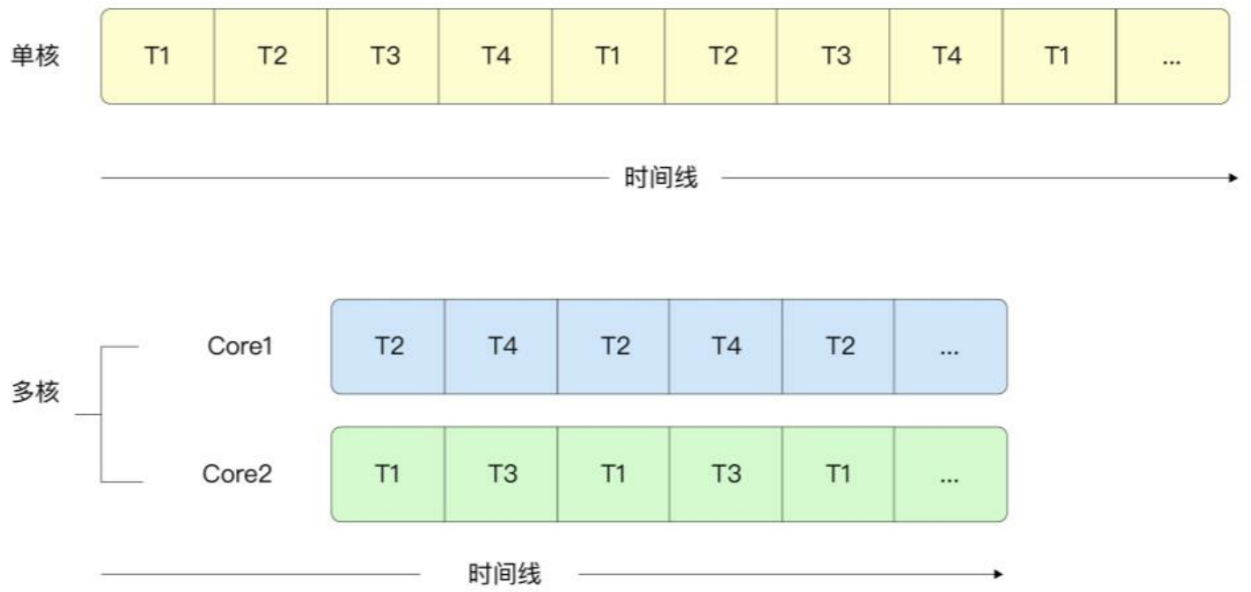 单核 T1 T2 T3 T4 T1 T2 T3 T4 T1 ...
时间线
Core1 T2 T4 T2 T4 T2 ...
多核
Core2 T1 T3 T1 T3 T1 ...
时间线